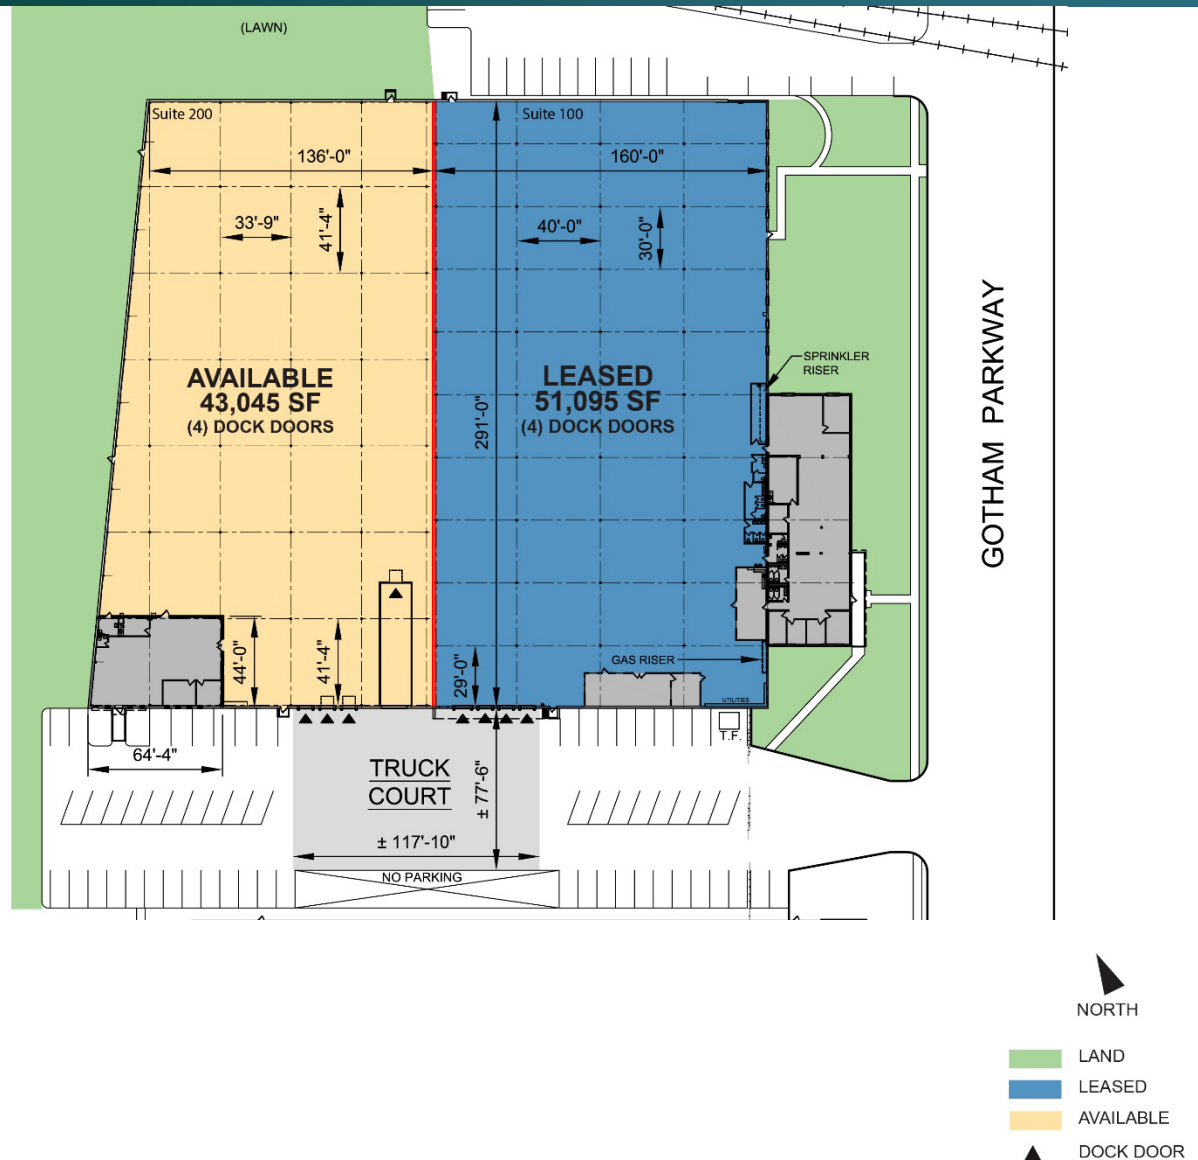 (LAWN)
Suite 200
Suite 100
136'-0"
160'-0"
33'-9"
41'-4"
40'-0"
30'-0"
SPRINKLER
RISER
GOTHAM PARKWAY
AVAILABLE
43,045 SF
(4) DOCK DOORS
LEASED
51,095 SF
(4) DOCK DOORS
291'-0"
44'-0"
41'-4"
29'-0"
GAS RISER
UTILITIES
T.F.
64'-4"
TRUCK
COURT
± 77'-6"
± 117'-10"
NO PARKING
NORTH
LAND
LEASED
AVAILABLE
DOCK DOOR